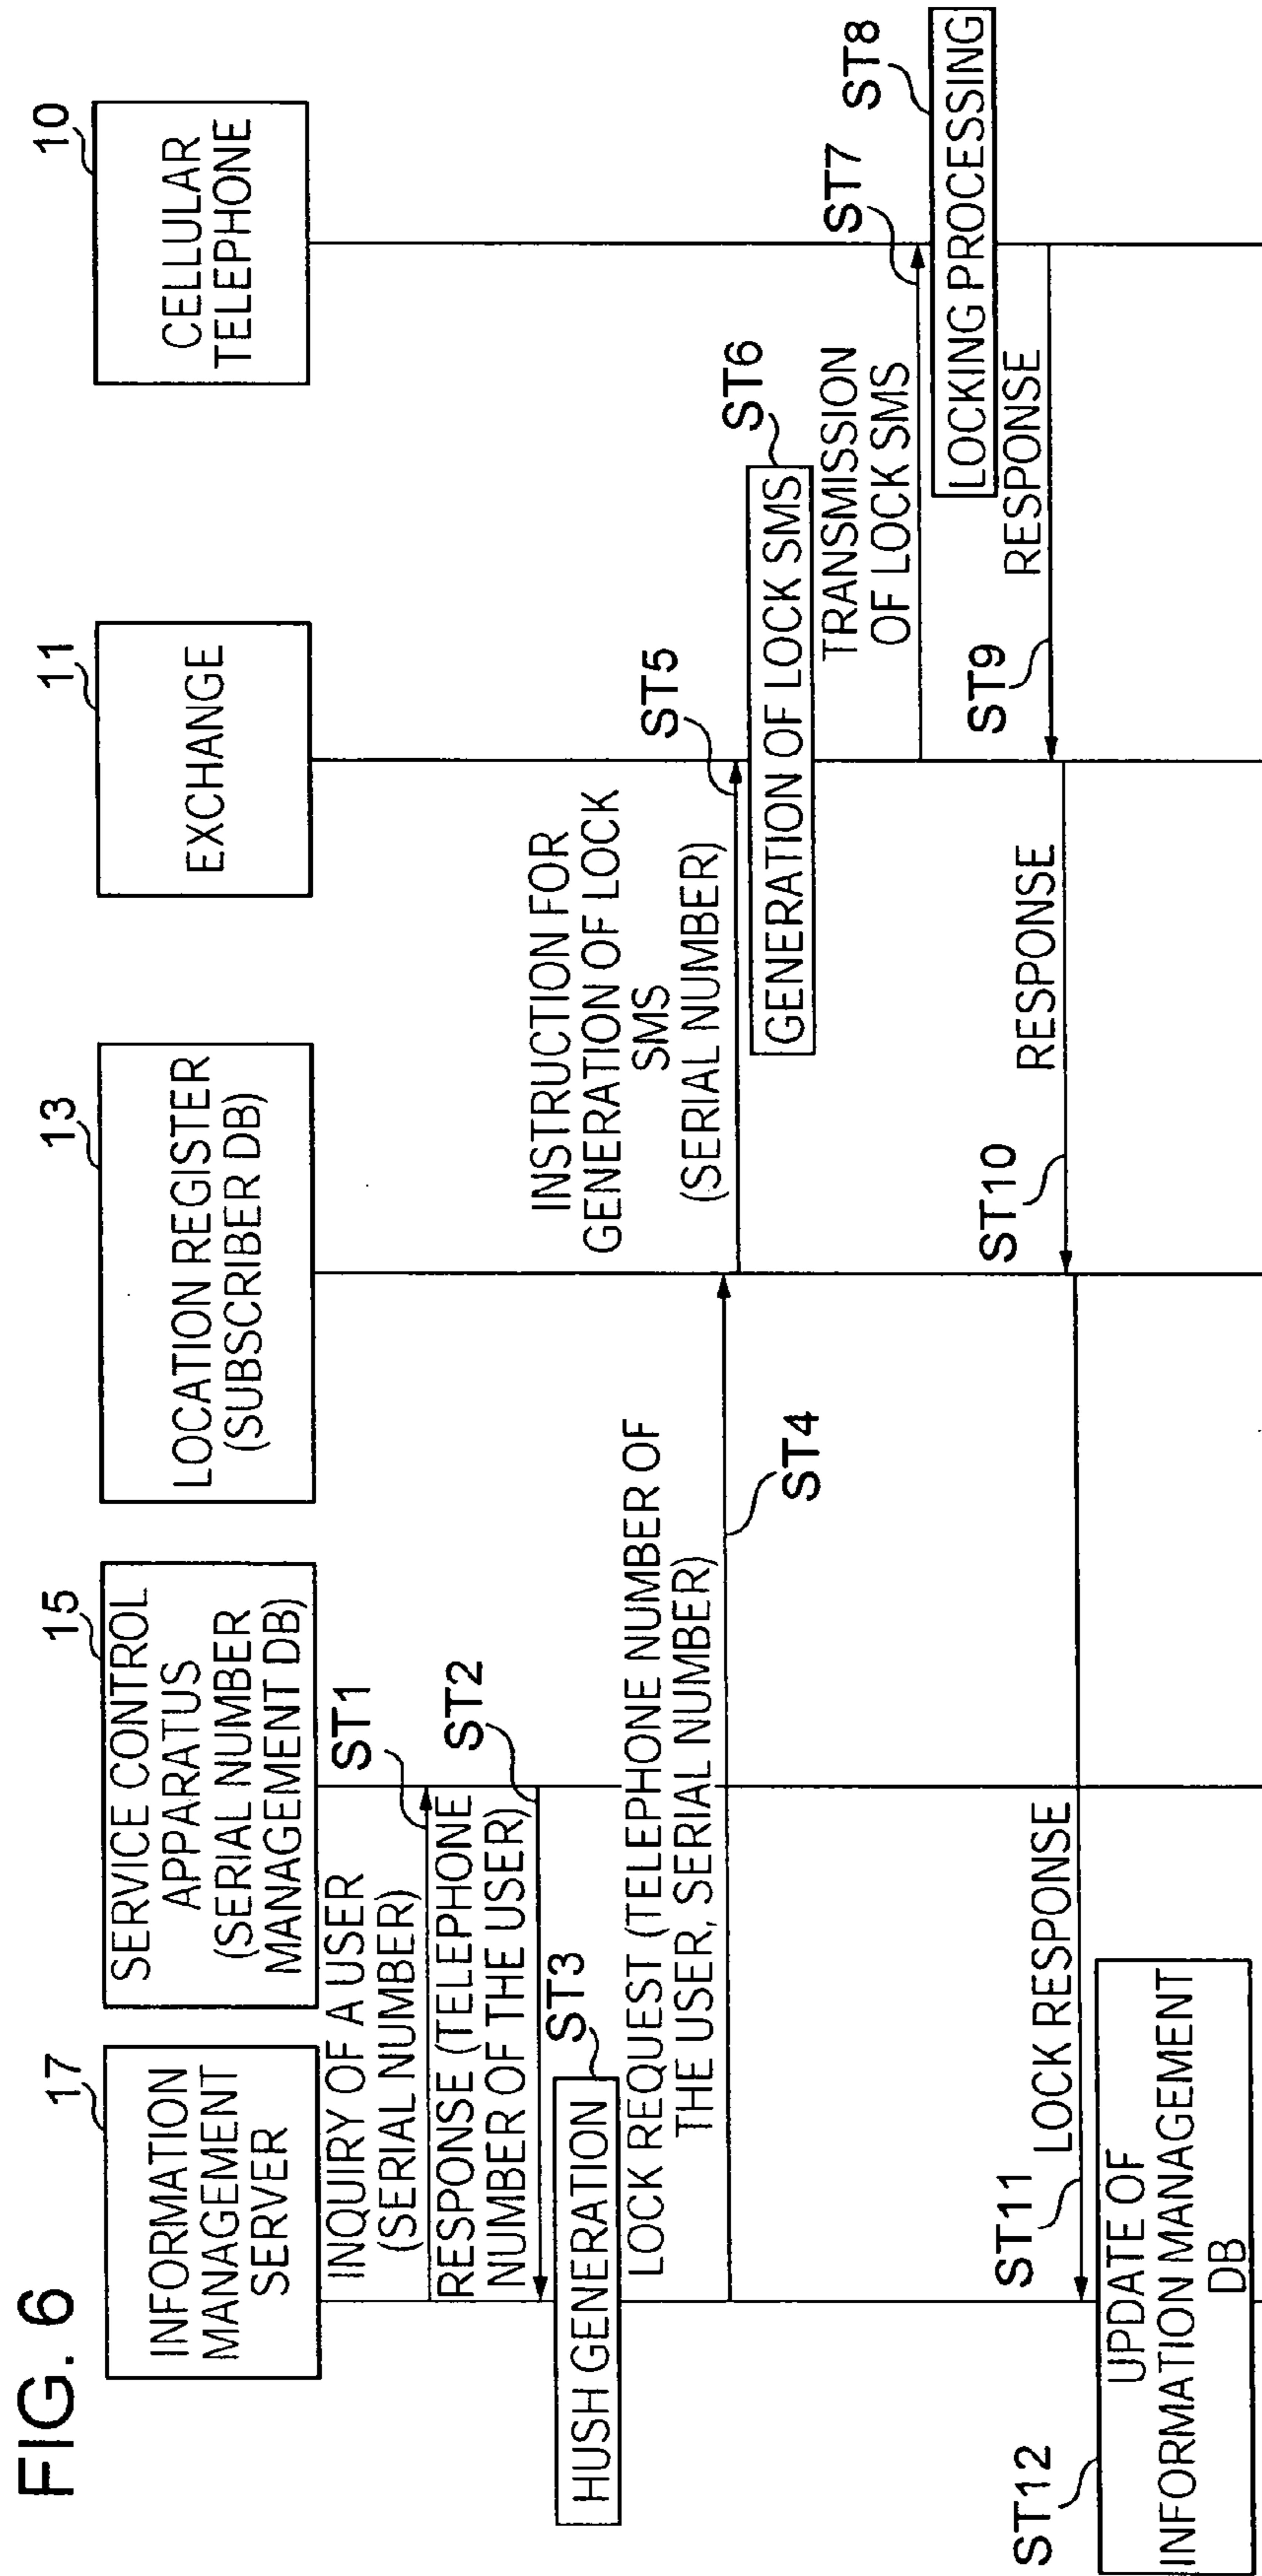 FIG. 6
17
INFORMATION
MANAGEMENT
SERVER
15
SERVICE CONTROL
APPARATUS
(SERIAL NUMBER
MANAGEMENT DB)
13
LOCATION REGISTER
(SUBSCRIBER DB)
11
EXCHANGE
10
CELLULAR
TELEPHONE
INQUIRY OF A USER
(SERIAL NUMBER)
ST1
RESPONSE (TELEPHONE
NUMBER OF THE USER)
ST2
HUSH GENERATION
ST3
LOCK REQUEST (TELEPHONE NUMBER OF
THE USER, SERIAL NUMBER)
ST4
INSTRUCTION FOR
GENERATION OF LOCK
SMS
(SERIAL NUMBER)
ST5
GENERATION OF LOCK SMS
ST6
TRANSMISSION
OF LOCK SMS
ST7
LOCKING PROCESSING
ST8
RESPONSE
ST9
RESPONSE
ST10
LOCK RESPONSE
ST11
UPDATE OF
INFORMATION MANAGEMENT
DB
ST12